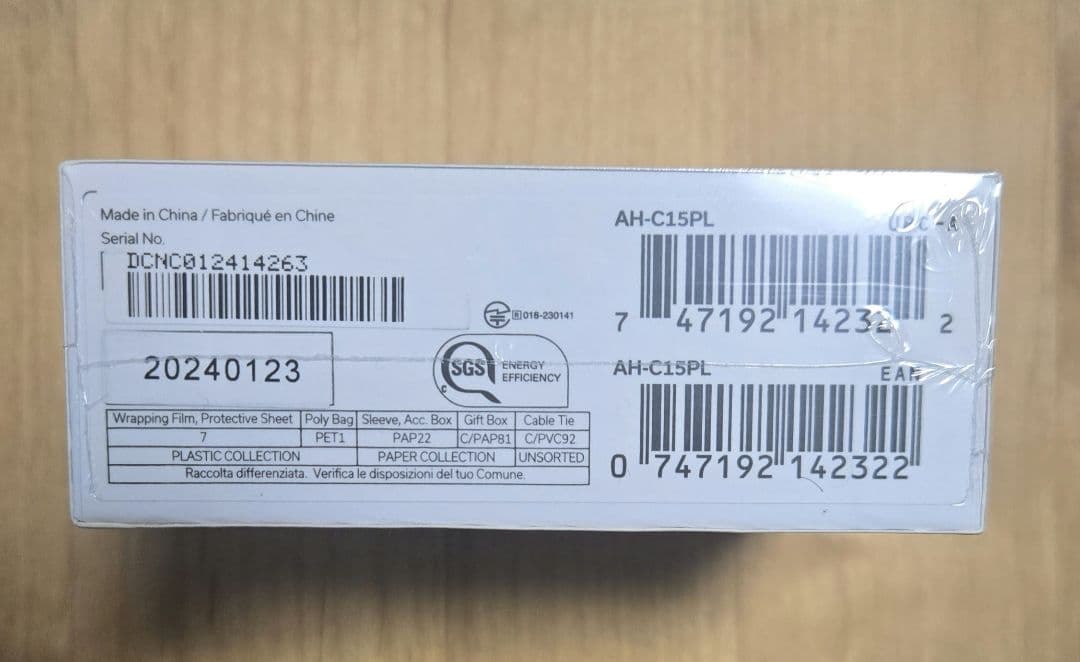 Made in China / Fabriqué en Chine
Serial No.
DCNC012414263
R 018-230141
20240123
SGS
C
ENERGY
EFFICIENCY
Wrapping Film, Protective Sheet Poly Bag Sleeve, Acc. Box Gift Box Cable Tie
7 PET1 PAP22 C/PAP81 C/PVC92
PLASTIC COLLECTION PAPER COLLECTION UNSORTED
Raccolta differenziata. Verifica le disposizioni del tuo Comune.
AH-C15PL
UPC-A
7 47192 14232 2
AH-C15PL
EAN
0 747192 142322